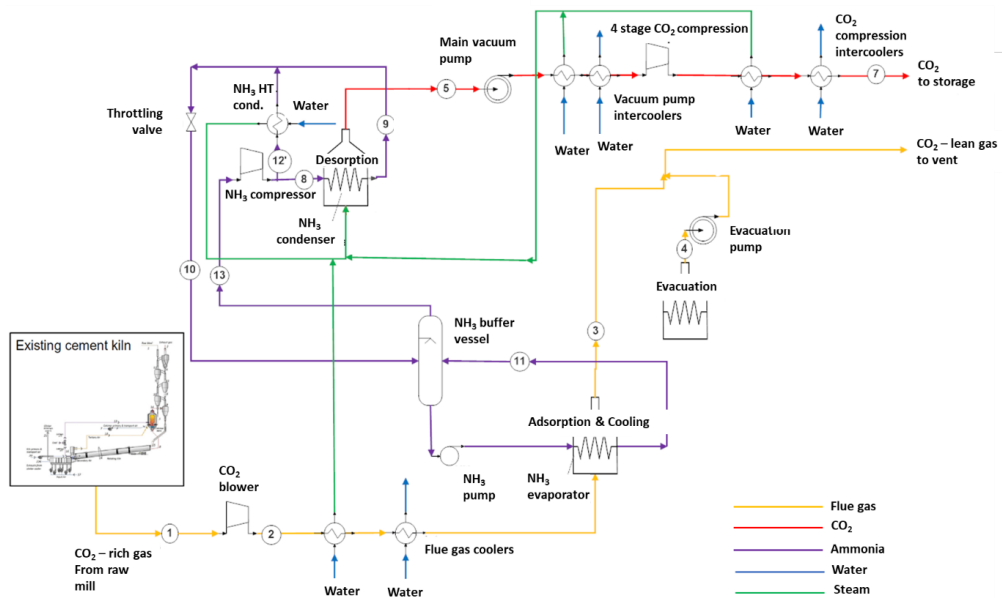 Main vacuum
pump
4 stage CO₂ compression
CO₂
compression
intercoolers
5
7
CO₂
to storage
Throttling
valve
NH₃ HT
cond.
Water
9
Vacuum pump
intercoolers
Water
Water
Water
Water
12'
Desorption
8
NH₃ compressor
NH₃
condenser
CO₂ – lean gas
to vent
Evacuation
pump
4
10
13
Evacuation
NH₃ buffer
vessel
3
11
Existing cement kiln
Adsorption & Cooling
NH₃
pump
NH₃
evaporator
CO₂
blower
1
2
Flue gas coolers
CO₂ – rich gas
From raw
mill
Water
Water
Flue gas
CO₂
Ammonia
Water
Steam